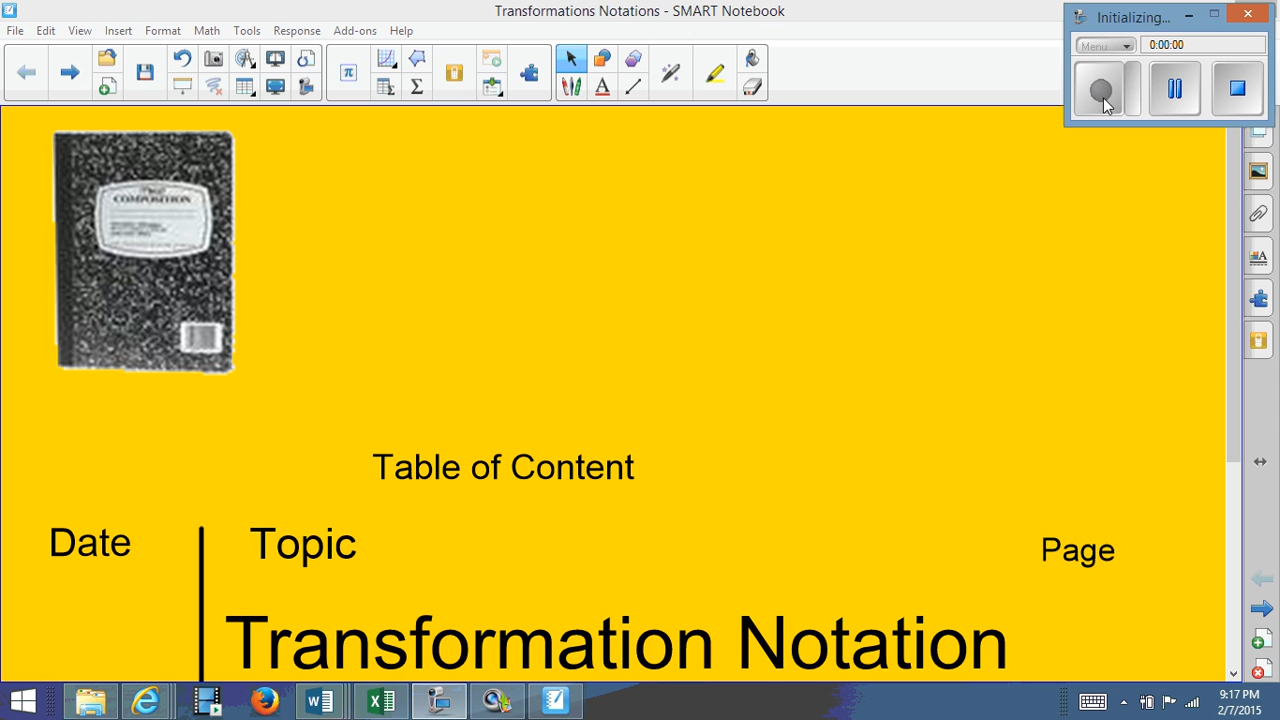 Transformations Notations - SMART Notebook
Initializing...
File Edit View Insert Format Math Tools Response Add-ons Help
Menu 0:00:00
COMPOSITION
Table of Content
Date Topic Page
Transformation Notation
9:17 PM
2/7/2015